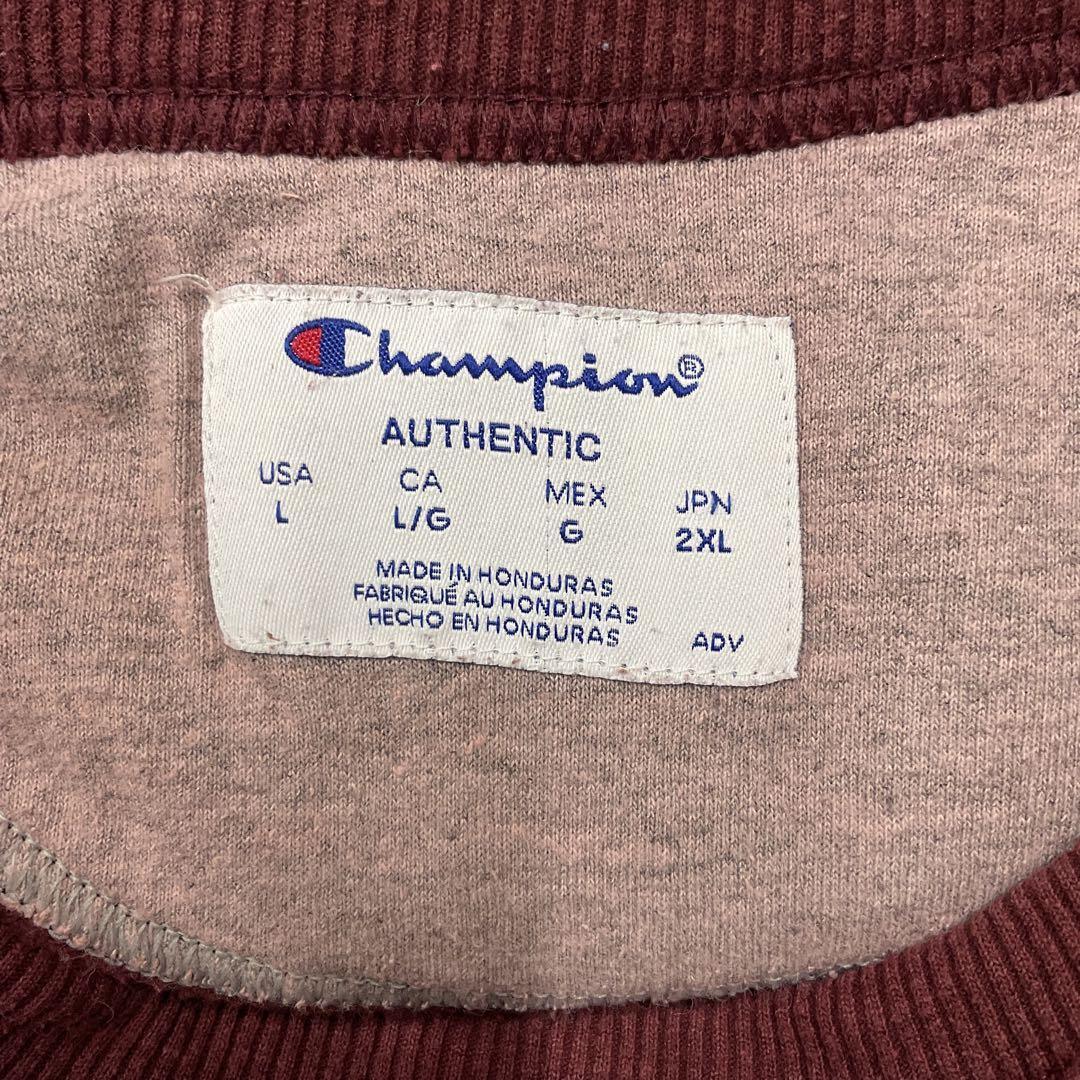 Champion®
AUTHENTIC
USA CA MEX JPN
L L/G G 2XL
MADE IN HONDURAS
FABRIQUÉ AU HONDURAS
HECHO EN HONDURAS
ADV